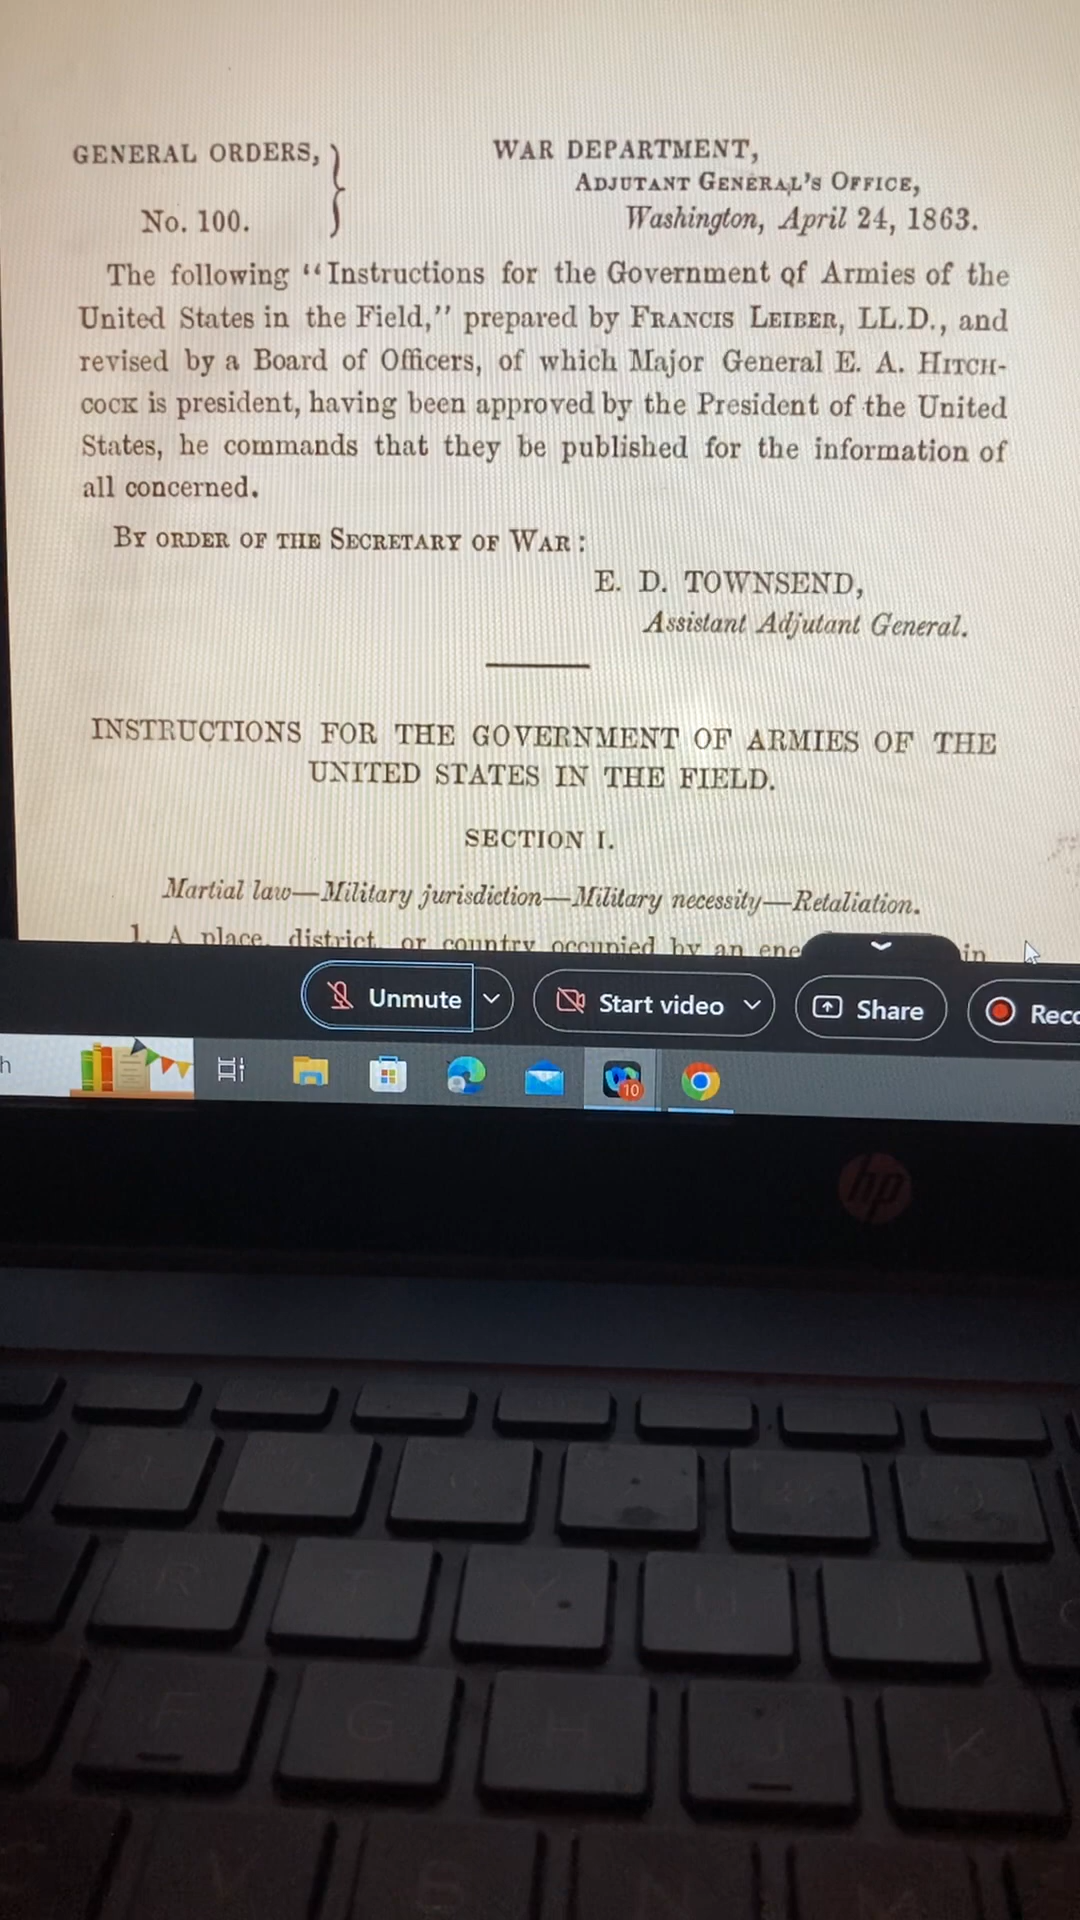 GENERAL ORDERS,
No. 100.
WAR DEPARTMENT,
ADJUTANT GENERAL'S OFFICE,
Washington, April 24, 1863.
The following "Instructions for the Government of Armies of the
United States in the Field," prepared by FRANCIS LEIBER, LL.D., and
revised by a Board of Officers, of which Major General E. A. HITCH-
COCK is president, having been approved by the President of the United
States, he commands that they be published for the information of
all concerned.
BY ORDER OF THE SECRETARY OF WAR:
E. D. TOWNSEND,
Assistant Adjutant General.
INSTRUCTIONS FOR THE GOVERNMENT OF ARMIES OF THE
UNITED STATES IN THE FIELD.
SECTION I.
Martial law—Military jurisdiction—Military necessity—Retaliation.
1. A place, district, or country occupied by an ene in
Unmute
Start video
Share
Reco
h
10
hp
R T Y U I
F G H J K